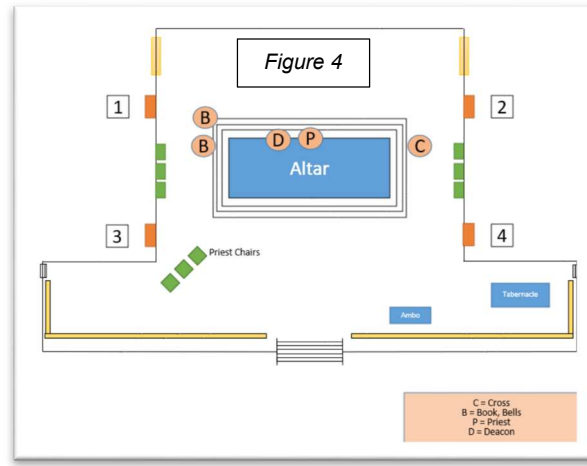 Figure 4
1
2
B
B
D
P
C
Altar
3
4
Priest Chairs
Tabernacle
Ambo
C = Cross
B = Book, Bells
P = Priest
D = Deacon